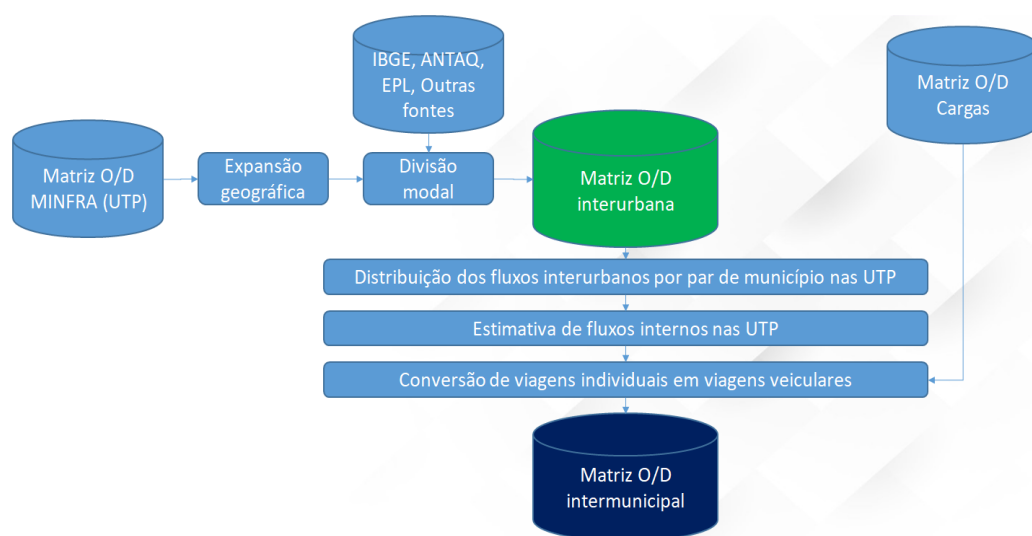 IBGE, ANTAQ,
EPL, Outras
fontes
Matriz O/D
Cargas
Matriz O/D
MINFRA (UTP)
Expansão
geográfica
Divisão
modal
Matriz O/D
interurbana
Distribuição dos fluxos interurbanos por par de município nas UTP
Estimativa de fluxos internos nas UTP
Conversão de viagens individuais em viagens veiculares
Matriz O/D
intermunicipal